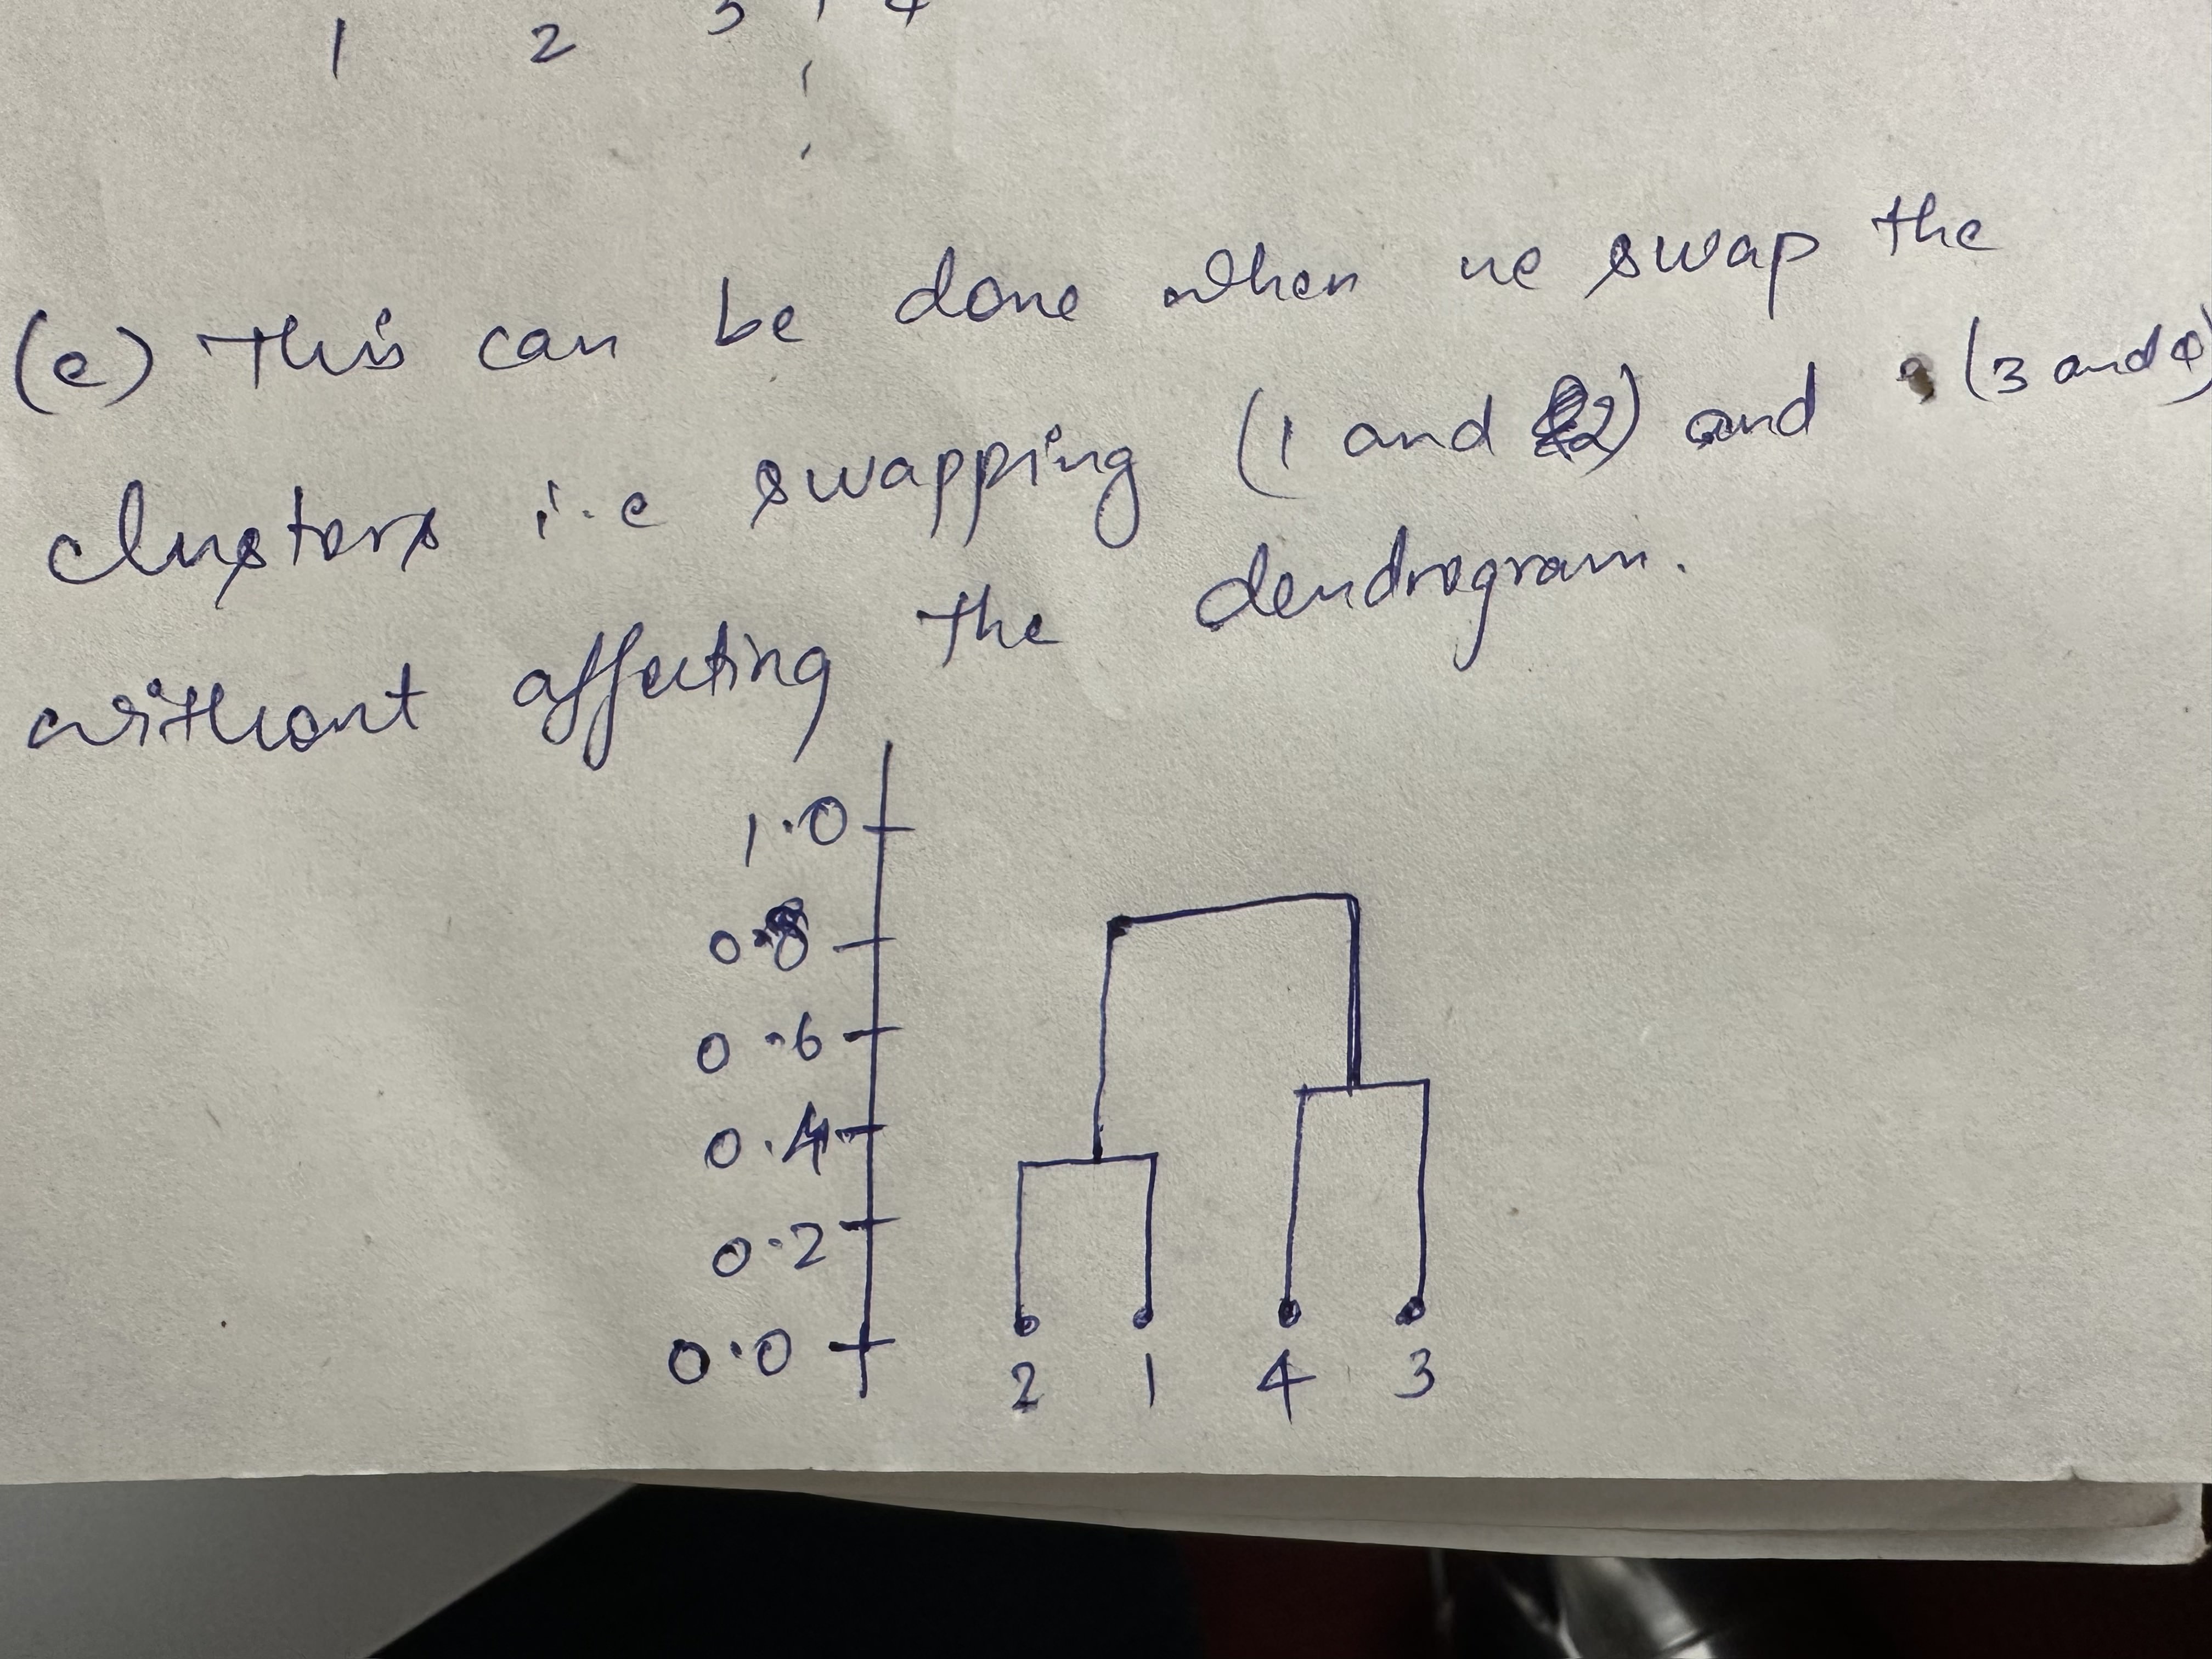 1 2 3 4
(e) This can be done when we swap the
clusters i.e swapping (1 and 2) and (3 and 4)
without affecting the dendrogram.
1.0
0.8
0.6
0.4
0.2
0.0
2 1 4 3